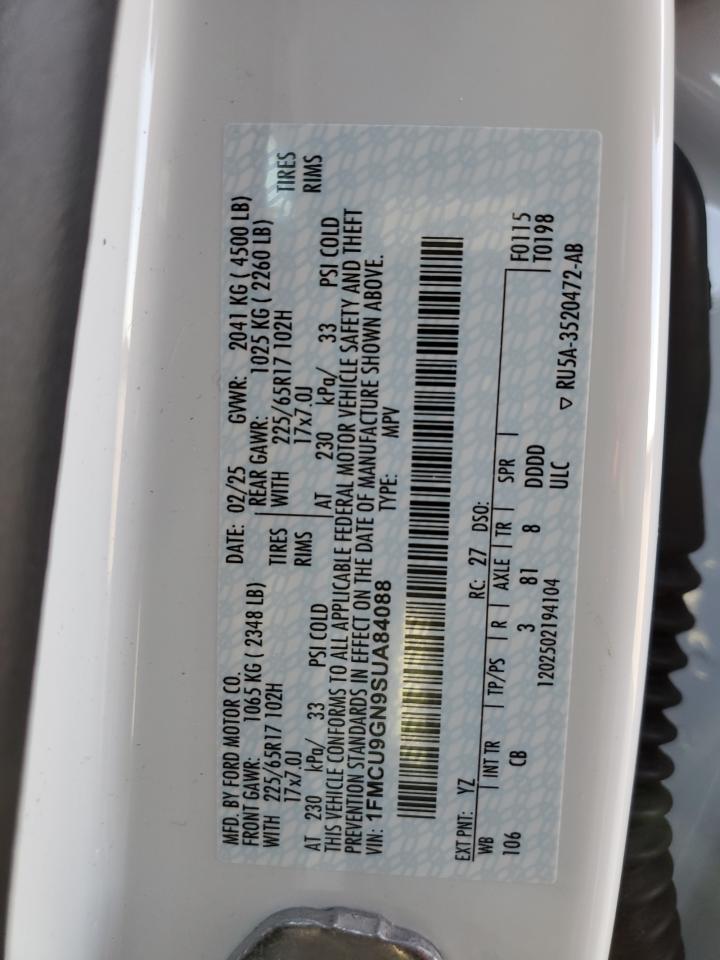 MFD. BY FORD MOTOR CO. DATE: 02/25 GVWR: 2041 KG ( 4500 LB)
FRONT GAWR: 1065 KG ( 2348 LB) REAR GAWR: 1025 KG ( 2260 LB)
WITH 225/65R17 102H TIRES WITH 225/65R17 102H TIRES
17x7.0J RIMS 17x7.0J RIMS
AT 230 kPa/ 33 PSI COLD AT 230 kPa/ 33 PSI COLD
THIS VEHICLE CONFORMS TO ALL APPLICABLE FEDERAL MOTOR VEHICLE SAFETY AND THEFT
PREVENTION STANDARDS IN EFFECT ON THE DATE OF MANUFACTURE SHOWN ABOVE.
VIN: 1FMCU9GN9SUA84088 TYPE: MPV
EXT PNT: YZ RC: 27 DSO:
WB INT TR TP/PS R AXLE TR SPR F0115
106 CB 3 81 8 DDDD T0198
1202502194104 ULC ▽ RU5A-3520472-AB